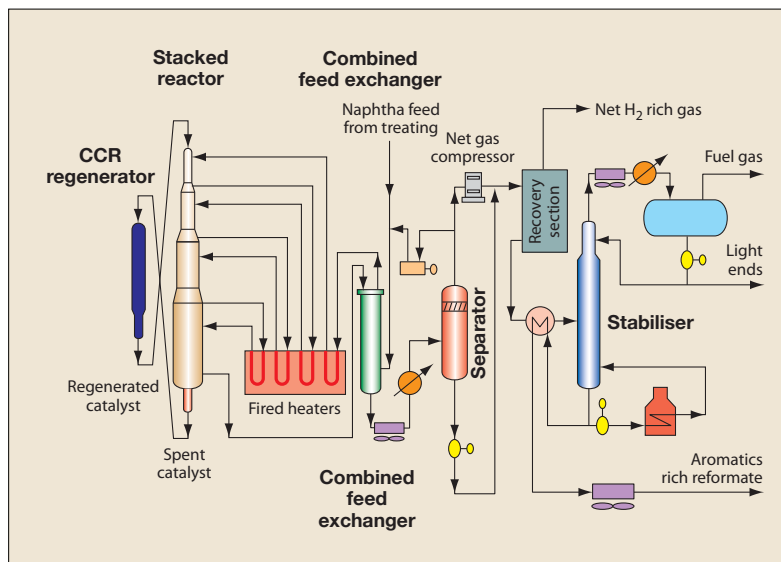 Stacked
reactor
Combined
feed exchanger
Naphtha feed
from treating
Net gas
compressor
Net H2 rich gas
CCR
regenerator
Fuel gas
Recovery
section
Light
ends
Separator
Stabiliser
Regenerated
catalyst
Fired heaters
Spent
catalyst
Combined
feed
exchanger
Aromatics
rich reformate